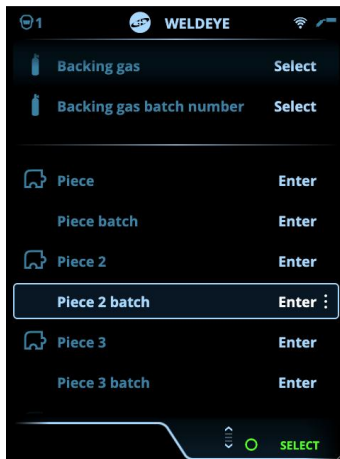 1 WELDEYE
Backing gas Select
Backing gas batch number Select
Piece Enter
Piece batch Enter
Piece 2 Enter
Piece 2 batch Enter
Piece 3 Enter
Piece 3 batch Enter
SELECT